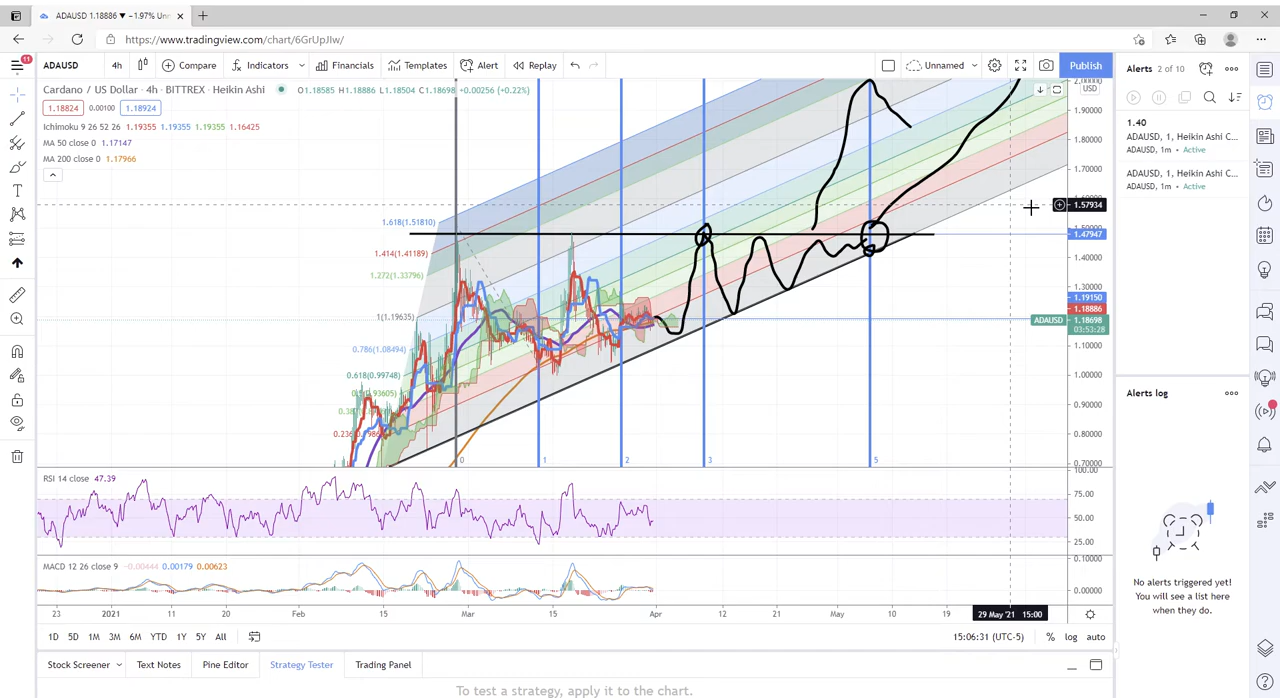 ADAUSD 1.18886 ▼ −1.97% Unn
https://www.tradingview.com/chart/6GrUpJIw/
11
ADAUSD
4h
Compare
Indicators
Financials
Templates
Alert
Replay
Unnamed
Publish
Cardano / US Dollar · 4h · BITTREX · Heikin Ashi
O1.18585 H1.18886 L1.18504 C1.18698 +0.00256 (+0.22%)
1.18824
0.00100
1.18924
Ichimoku 9 26 52 26 1.19355 1.19355 1.19355 1.16425
MA 50 close 0 1.17147
MA 200 close 0 1.17966
1.618(1.51810)
1.414(1.41189)
1.272(1.33796)
1(1.19635)
0.786(1.08494)
0.618(0.99748)
0 1 2 3 5
2.00000
USD
1.90000
1.80000
1.70000
1.57934
1.47947
1.40000
1.30000
1.19150
1.18886
ADAUSD 1.18698
03:53:28
1.10000
1.00000
0.90000
0.80000
0.70000
RSI 14 close 47.39
100.00
75.00
50.00
25.00
MACD 12 26 close 9 −0.00444 0.00179 0.00623
0.10000
0.00000
23 2021 11 20 Feb 15 Mar 15 Apr 12 21 May 10 19 29 May '21 15:00
1D 5D 1M 3M 6M YTD 1Y 5Y All
15:06:31 (UTC-5)
% log auto
Stock Screener
Text Notes
Pine Editor
Strategy Tester
Trading Panel
To test a strategy, apply it to the chart.
Alerts 2 of 10
1.40
ADAUSD, 1, Heikin Ashi C...
ADAUSD, 1m • Active
ADAUSD, 1, Heikin Ashi C...
ADAUSD, 1m • Active
Alerts log
No alerts triggered yet!
You will see a list here
when they do.